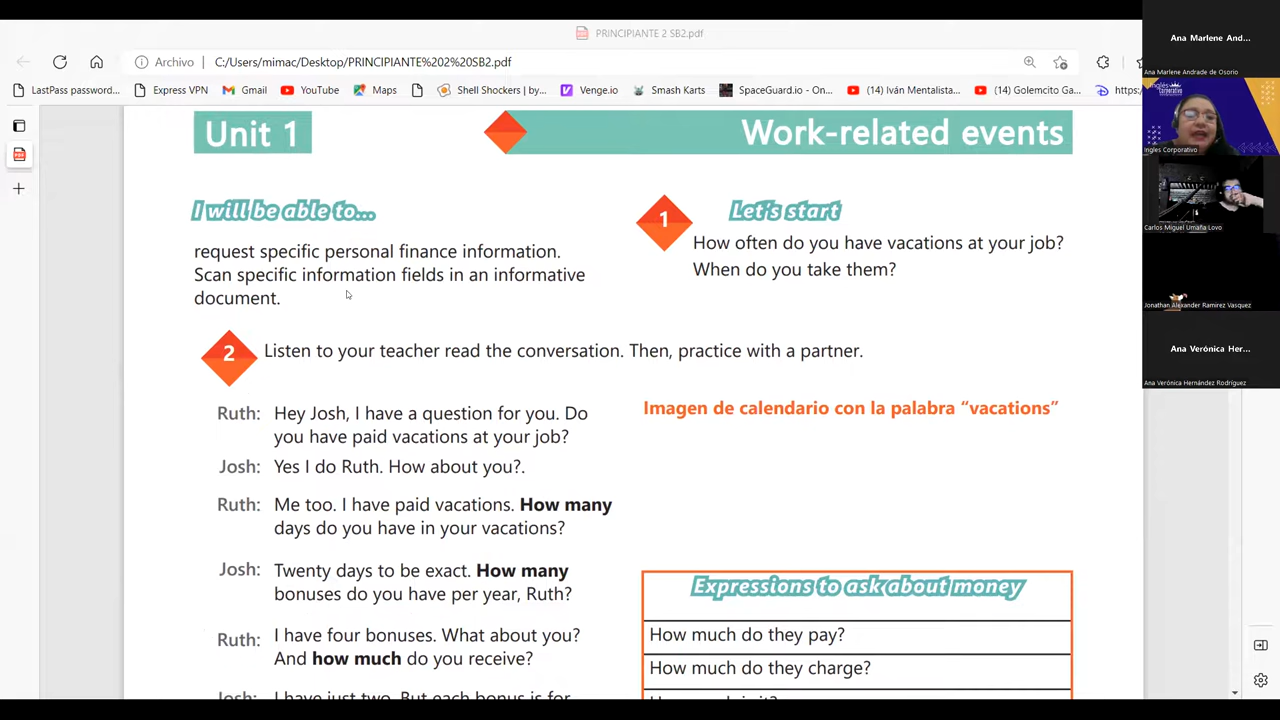 PRINCIPIANTE 2 SB2.pdf
Archivo
C:/Users/mimac/Desktop/PRINCIPIANTE%202%20SB2.pdf
LastPass password...
Express VPN
Gmail
YouTube
Maps
Shell Shockers | by...
Venge.io
Smash Karts
SpaceGuard.io - On...
(14) Iván Mentalista...
(14) Golemcito Ga...
https:/
Unit 1
Work-related events
I will be able to...
request specific personal finance information.
Scan specific information fields in an informative
document.
1
Let's start
How often do you have vacations at your job?
When do you take them?
2
Listen to your teacher read the conversation. Then, practice with a partner.
Ruth: Hey Josh, I have a question for you. Do
you have paid vacations at your job?
Josh: Yes I do Ruth. How about you?.
Ruth: Me too. I have paid vacations. How many
days do you have in your vacations?
Josh: Twenty days to be exact. How many
bonuses do you have per year, Ruth?
Ruth: I have four bonuses. What about you?
And how much do you receive?
Josh: I have just two. But each bonus is for
Imagen de calendario con la palabra “vacations”
Expressions to ask about money
How much do they pay?
How much do they charge?
Ana Marlene And...
Ana Marlene Andrade de Osorio
Ingles Corporativo
Carlos Miguel Umaña Lovo
Jonathan Alexander Ramirez Vasquez
Ana Verónica Her...
Ana Verónica Hernández Rodríguez